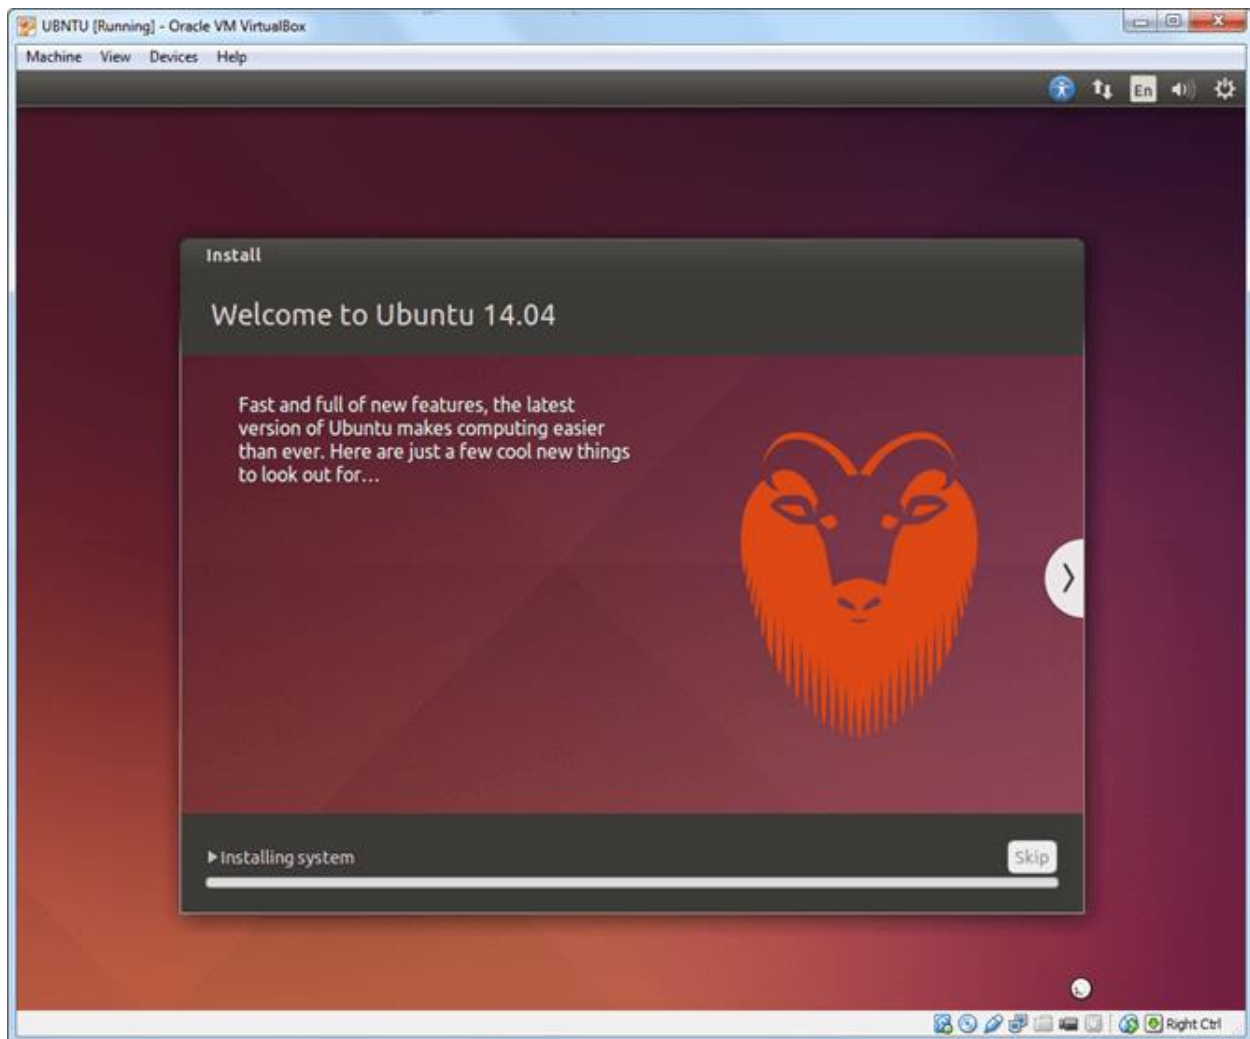 UBNTU [Running] - Oracle VM VirtualBox
Machine View Devices Help
En
Install
Welcome to Ubuntu 14.04
Fast and full of new features, the latest
version of Ubuntu makes computing easier
than ever. Here are just a few cool new things
to look out for…
Installing system
Skip
Right Ctrl